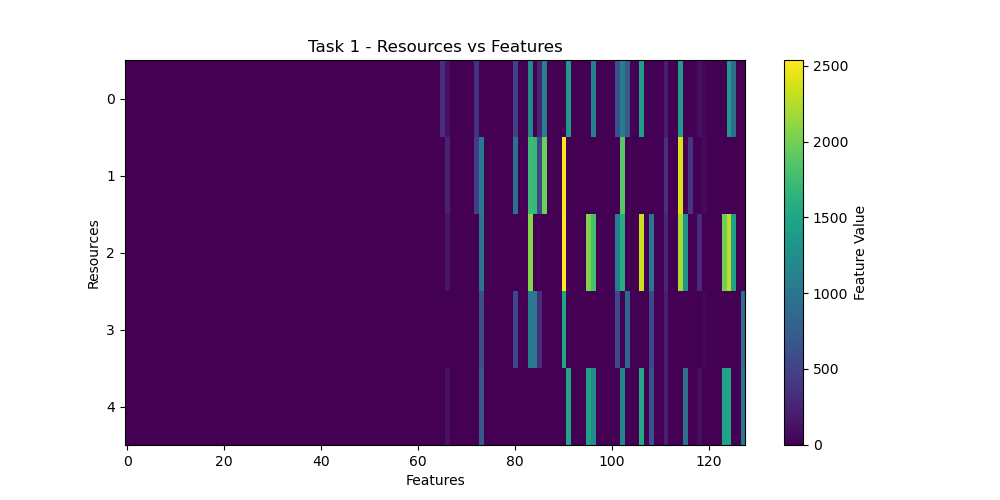 Task 1 - Resources vs Features
Resources
0
1
2
3
4
0 20 40 60 80 100 120
Features
2500
2000
1500
1000
500
0
Feature Value